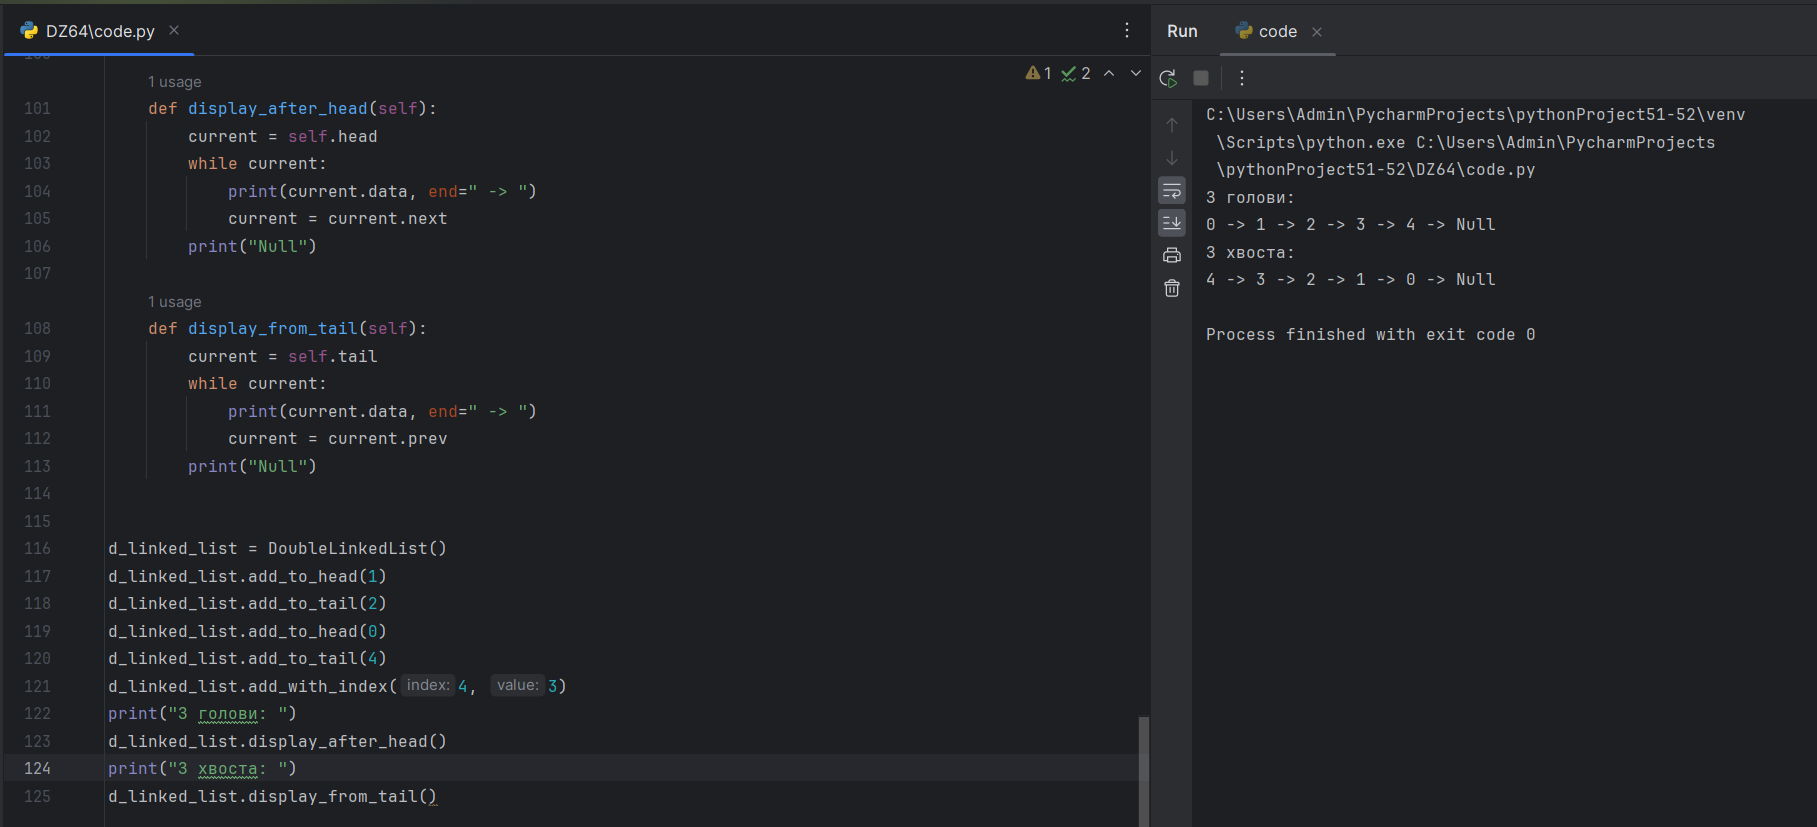 DZ64\code.py
1 2
1 usage
101 def display_after_head(self):
102 current = self.head
103 while current:
104 print(current.data, end=" -> ")
105 current = current.next
106 print("Null")
107
1 usage
108 def display_from_tail(self):
109 current = self.tail
110 while current:
111 print(current.data, end=" -> ")
112 current = current.prev
113 print("Null")
114
115
116 d_linked_list = DoubleLinkedList()
117 d_linked_list.add_to_head(1)
118 d_linked_list.add_to_tail(2)
119 d_linked_list.add_to_head(0)
120 d_linked_list.add_to_tail(4)
121 d_linked_list.add_with_index( index: 4, value: 3)
122 print("З голови: ")
123 d_linked_list.display_after_head()
124 print("З хвоста: ")
125 d_linked_list.display_from_tail()
Run code
C:\Users\Admin\PycharmProjects\pythonProject51-52\venv
\Scripts\python.exe C:\Users\Admin\PycharmProjects
\pythonProject51-52\DZ64\code.py
З голови:
0 -> 1 -> 2 -> 3 -> 4 -> Null
З хвоста:
4 -> 3 -> 2 -> 1 -> 0 -> Null
Process finished with exit code 0